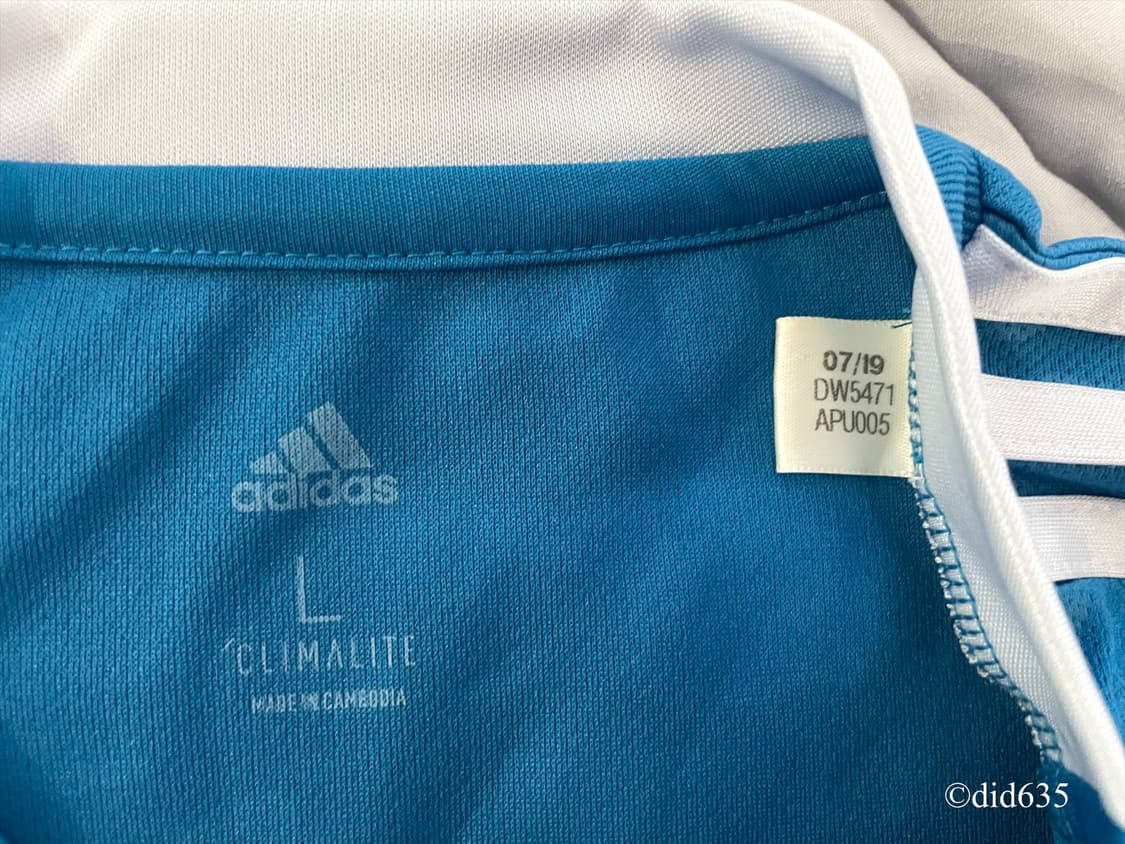 07/19
DW5471
APU005
adidas
L
CLIMALITE
MADE IN CAMBODIA
©did635